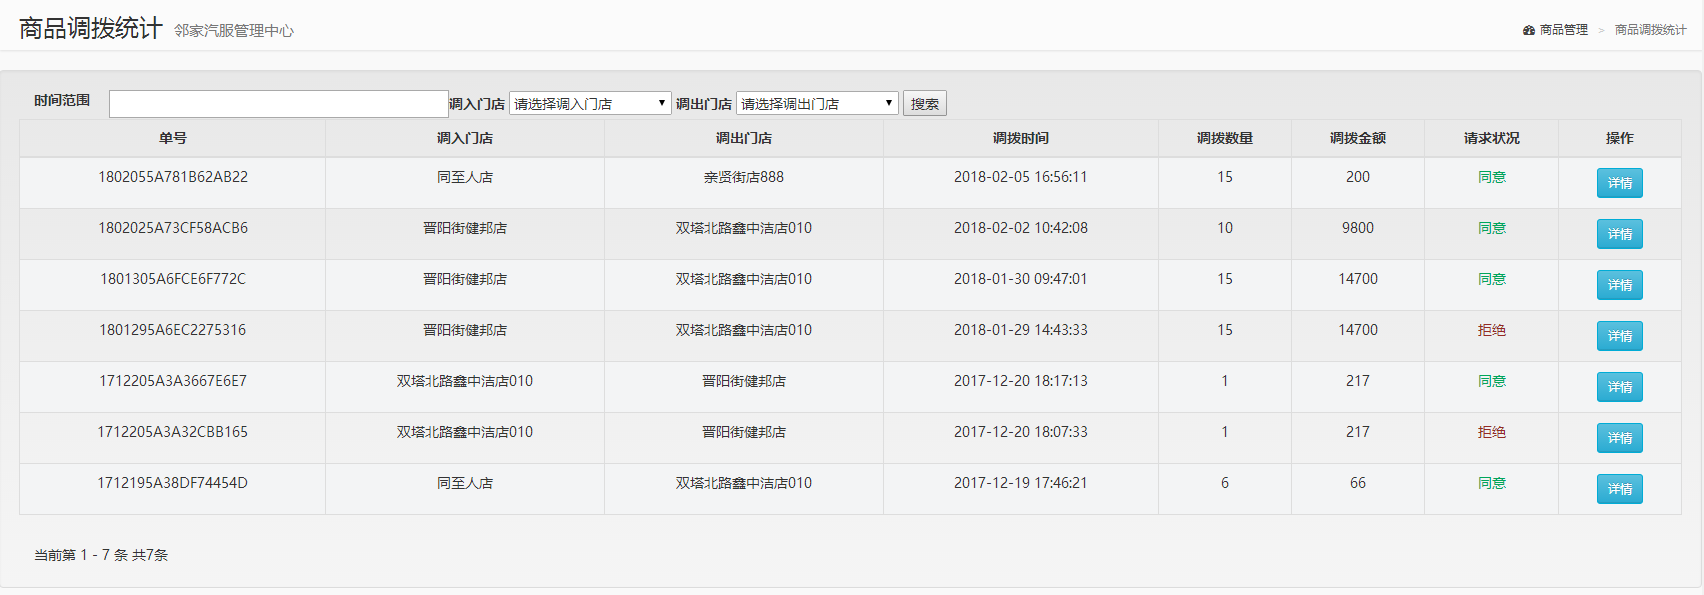 商品调拨统计 邻家汽服管理中心
商品管理 > 商品调拨统计
时间范围 调入门店 请选择调入门店 调出门店 请选择调出门店 搜索
单号 调入门店 调出门店 调拨时间 调拨数量 调拨金额 请求状况 操作
1802055A781B62AB22 同至人店 亲贤街店888 2018-02-05 16:56:11 15 200 同意 详情
1802025A73CF58ACB6 晋阳街健邦店 双塔北路鑫中洁店010 2018-02-02 10:42:08 10 9800 同意 详情
1801305A6FCE6F772C 晋阳街健邦店 双塔北路鑫中洁店010 2018-01-30 09:47:01 15 14700 同意 详情
1801295A6EC2275316 晋阳街健邦店 双塔北路鑫中洁店010 2018-01-29 14:43:33 15 14700 拒绝 详情
1712205A3A3667E6E7 双塔北路鑫中洁店010 晋阳街健邦店 2017-12-20 18:17:13 1 217 同意 详情
1712205A3A32CBB165 双塔北路鑫中洁店010 晋阳街健邦店 2017-12-20 18:07:33 1 217 拒绝 详情
1712195A38DF74454D 同至人店 双塔北路鑫中洁店010 2017-12-19 17:46:21 6 66 同意 详情
当前第 1 - 7 条 共7条